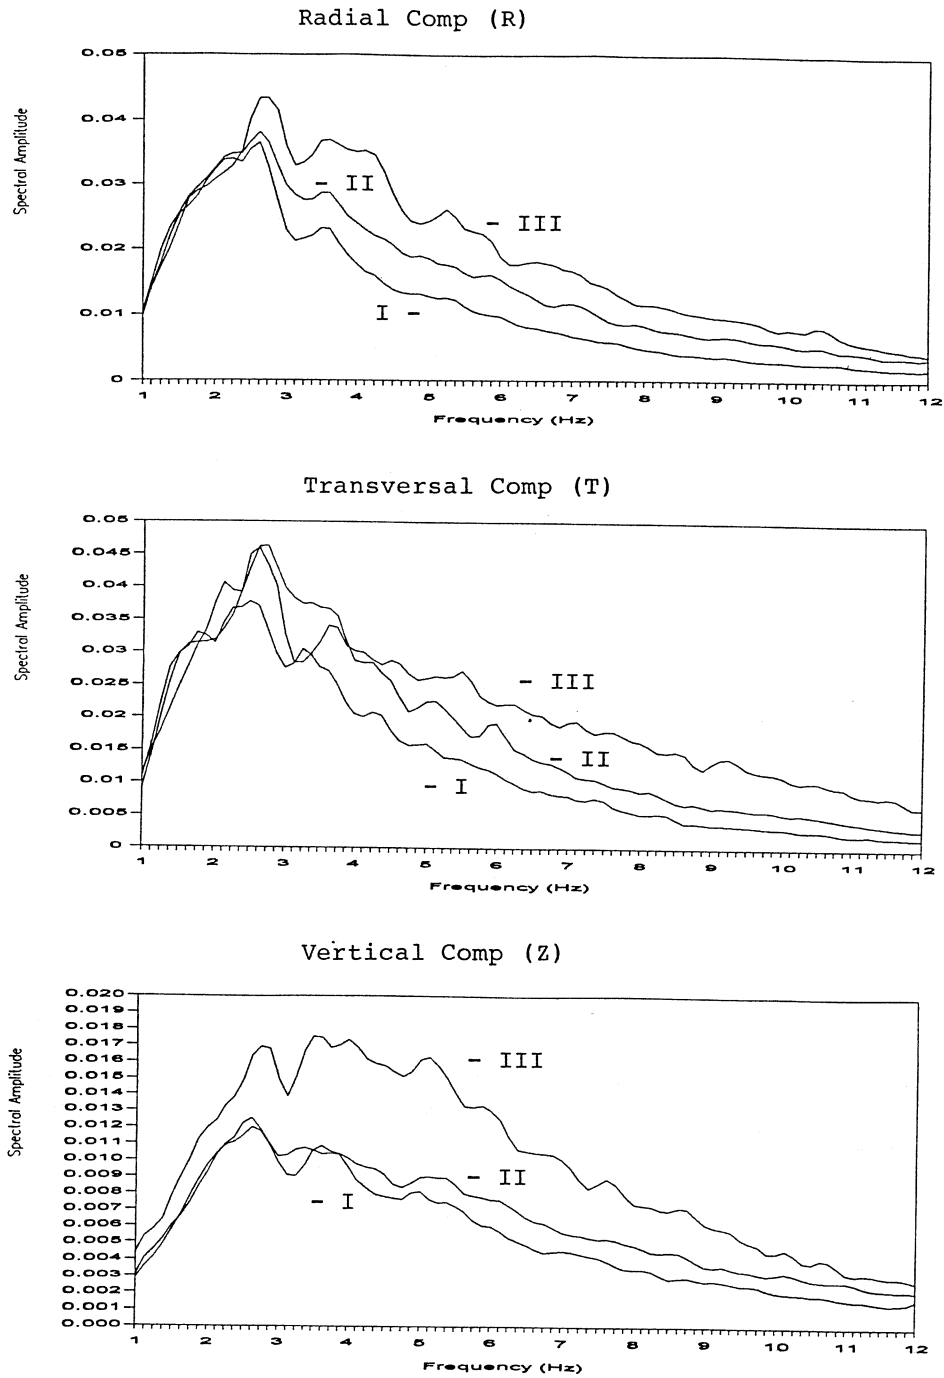 Radial Comp (R)
Spectral Amplitude
0.05
0.04
0.03
0.02
0.01
0
- II
- III
I -
1 2 3 4 5 6 7 8 9 10 11 12
Frequency (Hz)
Transversal Comp (T)
Spectral Amplitude
0.05
0.045
0.04
0.035
0.03
0.025
0.02
0.015
0.01
0.005
0
- III
- II
- I
1 2 3 4 5 6 7 8 9 10 11 12
Frequency (Hz)
Vertical Comp (Z)
Spectral Amplitude
0.020
0.019
0.018
0.017
0.016
0.015
0.014
0.013
0.012
0.011
0.010
0.009
0.008
0.007
0.006
0.005
0.004
0.003
0.002
0.001
0.000
- III
- II
- I
1 2 3 4 5 6 7 8 9 10 11 12
Frequency (Hz)